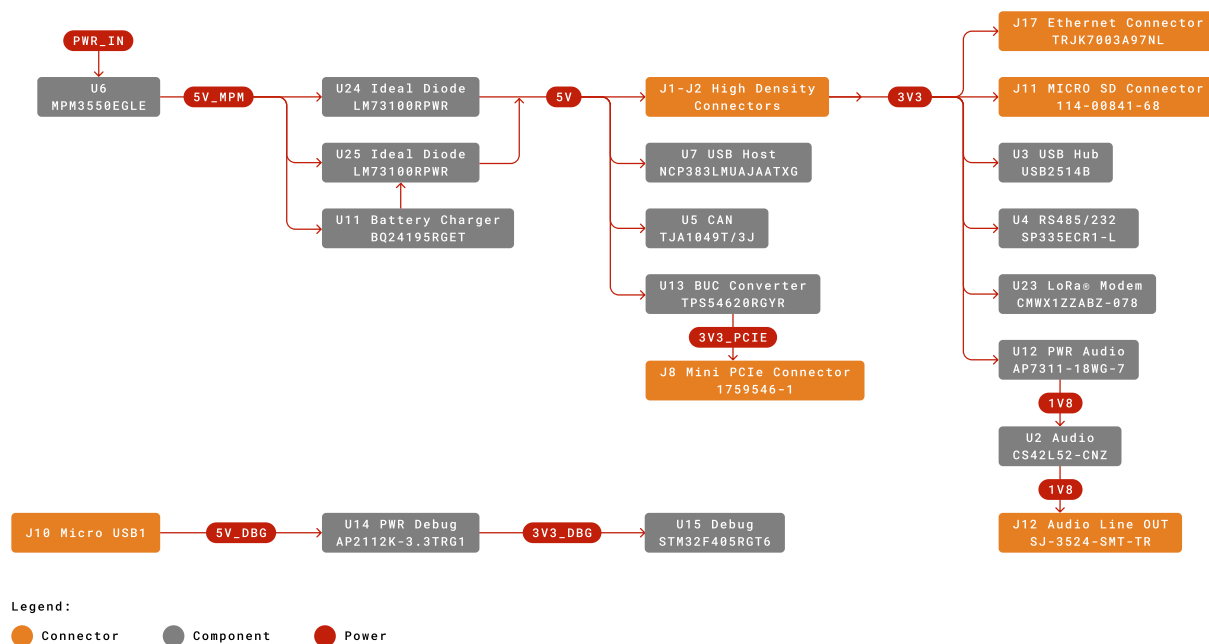 PWR_IN
U6
MPM3550EGLE
5V_MPM
U24 Ideal Diode
LM73100RPWR
U25 Ideal Diode
LM73100RPWR
U11 Battery Charger
BQ24195RGET
5V
J1-J2 High Density
Connectors
U7 USB Host
NCP383LMUAJAATXG
U5 CAN
TJA1049T/3J
U13 BUC Converter
TPS54620RGYR
3V3_PCIE
J8 Mini PCIe Connector
1759546-1
3V3
J17 Ethernet Connector
TRJK7003A97NL
J11 MICRO SD Connector
114-00841-68
U3 USB Hub
USB2514B
U4 RS485/232
SP335ECR1-L
U23 LoRa® Modem
CMWX1ZZABZ-078
U12 PWR Audio
AP7311-18WG-7
1V8
U2 Audio
CS42L52-CNZ
1V8
J12 Audio Line OUT
SJ-3524-SMT-TR
J10 Micro USB1
5V_DBG
U14 PWR Debug
AP2112K-3.3TRG1
3V3_DBG
U15 Debug
STM32F405RGT6
Legend:
Connector
Component
Power